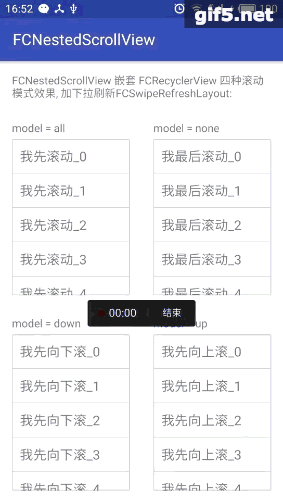 16:52
gif5.net
FCNestedScrollView
FCNestedScrollView 嵌套 FCRecyclerView 四种滚动
模式效果, 加下拉刷新FCSwipeRefreshLayout:
model = all
model = none
我先滚动_0
我最后滚动_0
我先滚动_1
我最后滚动_1
我先滚动_2
我最后滚动_2
我先滚动_3
我最后滚动_3
我先滚动_4
我最后滚动_4
00:00
结束
model = down
up
我先向下滚_0
我先向上滚_0
我先向下滚_1
我先向上滚_1
我先向下滚_2
我先向上滚_2
我先向下滚_3
我先向上滚_3
我先向下滚_4
我先向上滚_4